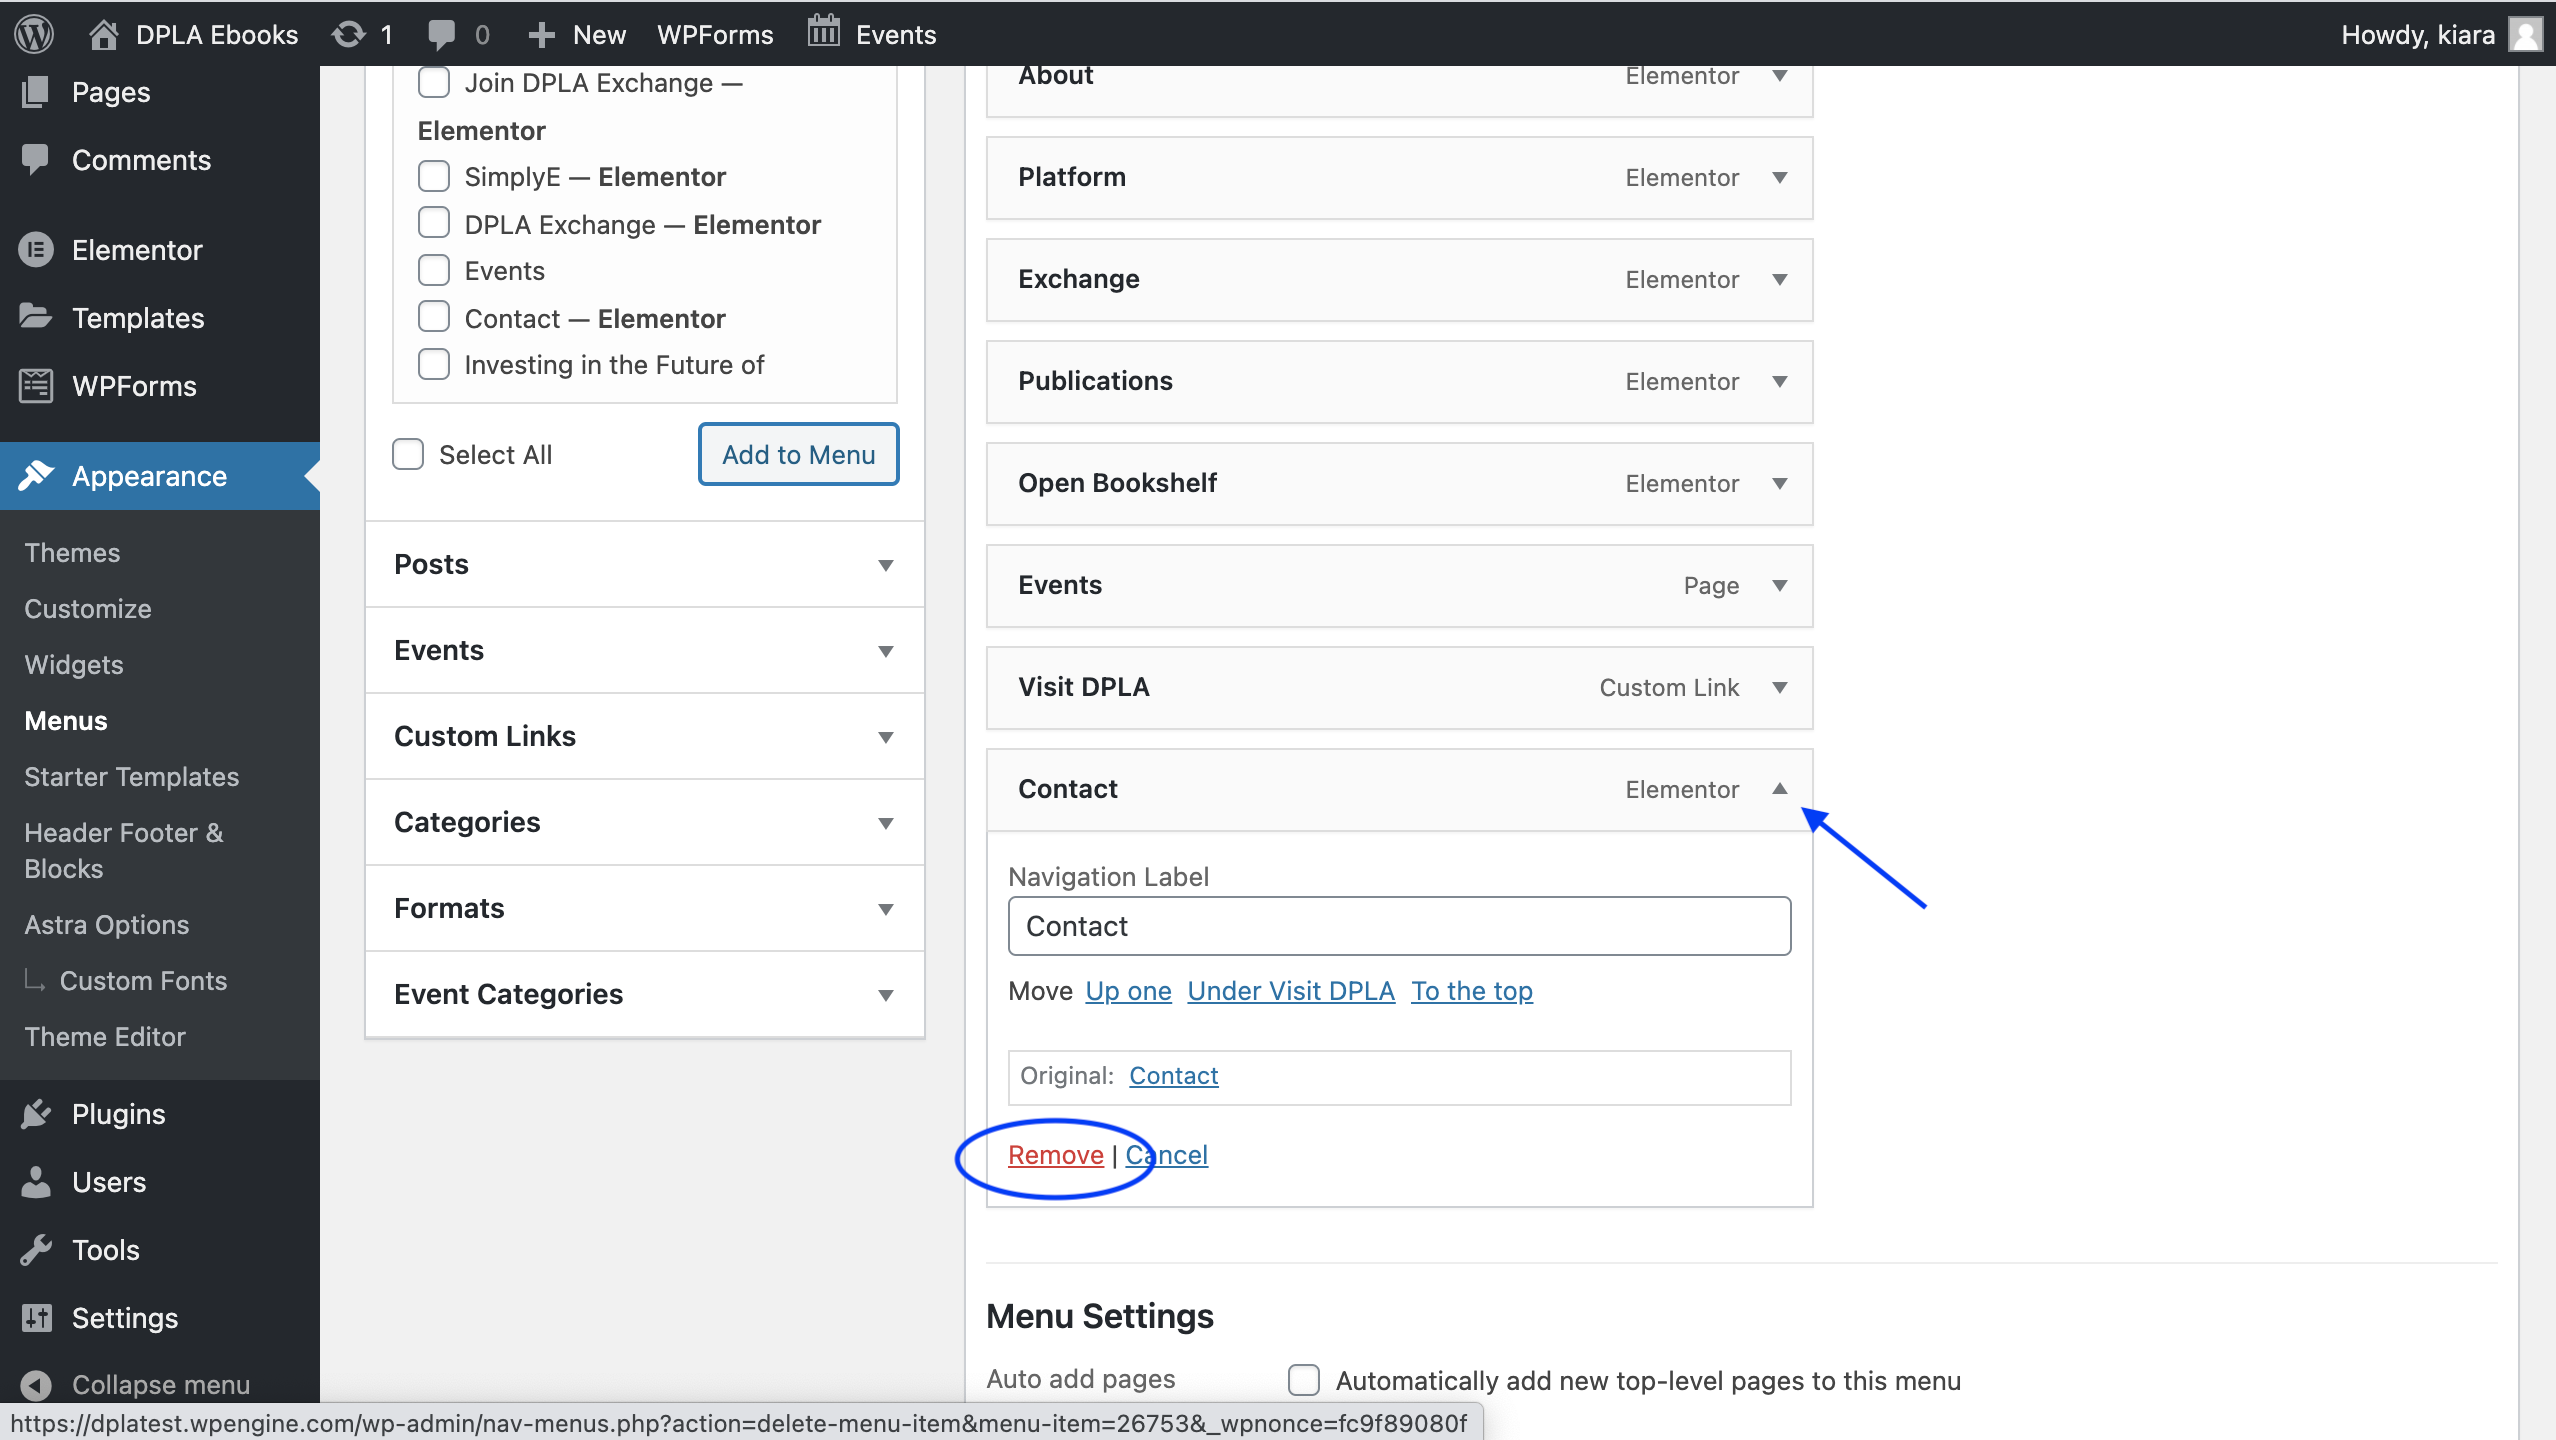 DPLA Ebooks 1 0 New WPForms Events Howdy, kiara
Pages
Comments
Elementor
Templates
WPForms
Appearance
Themes
Customize
Widgets
Menus
Starter Templates
Header Footer &
Blocks
Astra Options
Custom Fonts
Theme Editor
Plugins
Users
Tools
Settings
Collapse menu
Join DPLA Exchange —
Elementor
SimplyE — Elementor
DPLA Exchange — Elementor
Events
Contact — Elementor
Investing in the Future of
Select All Add to Menu
Posts
Events
Custom Links
Categories
Formats
Event Categories
About Elementor
Platform Elementor
Exchange Elementor
Publications Elementor
Open Bookshelf Elementor
Events Page
Visit DPLA Custom Link
Contact Elementor
Navigation Label
Contact
Move Up one Under Visit DPLA To the top
Original: Contact
Remove | Cancel
Menu Settings
Auto add pages Automatically add new top-level pages to this menu
https://dplatest.wpengine.com/wp-admin/nav-menus.php?action=delete-menu-item&menu-item=26753&_wpnonce=fc9f89080f